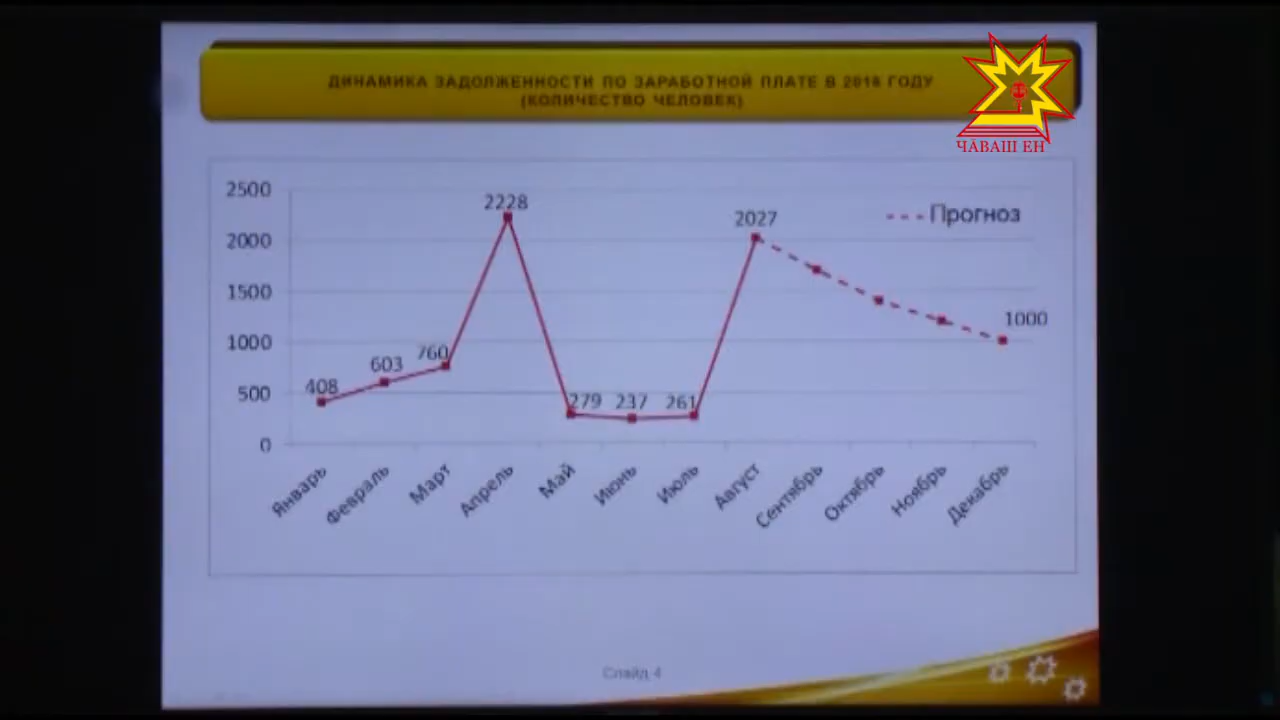 ДИНАМИКА ЗАДОЛЖЕННОСТИ ПО ЗАРАБОТНОЙ ПЛАТЕ В 2016 ГОДУ
(КОЛИЧЕСТВО ЧЕЛОВЕК)
ЧӐВАШ ЕН
2500
2000
1500
1000
500
0
408
603
760
2228
279
237
261
2027
1000
Прогноз
Январь
Февраль
Март
Апрель
Май
Июнь
Июль
Август
Сентябрь
Октябрь
Ноябрь
Декабрь
Слайд 4